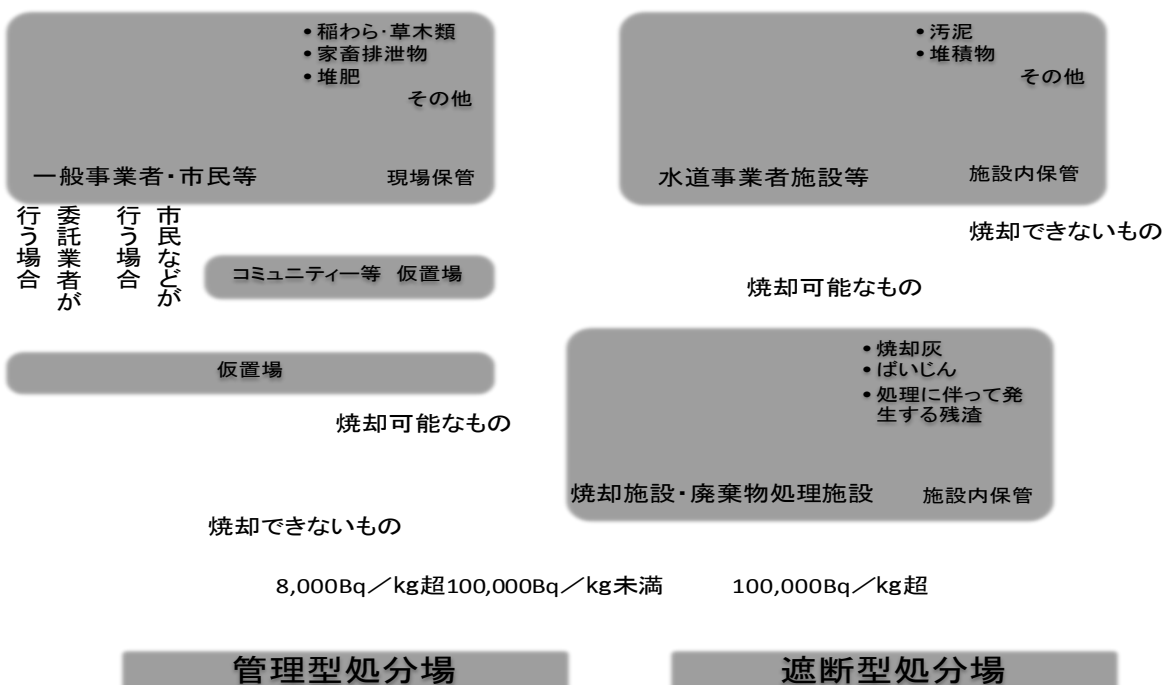 •稲わら・草木類
•家畜排泄物
•堆肥
その他
一般事業者・市民等
現場保管
•汚泥
•堆積物
その他
水道事業者施設等
施設内保管
委託業者が
行う場合
市民などが
行う場合
コミュニティー等 仮置場
焼却できないもの
焼却可能なもの
仮置場
焼却可能なもの
•焼却灰
•ばいじん
•処理に伴って発
生する残渣
焼却施設・廃棄物処理施設
施設内保管
焼却できないもの
8,000Bq／kg超100,000Bq／kg未満
100,000Bq／kg超
管理型処分場
遮断型処分場